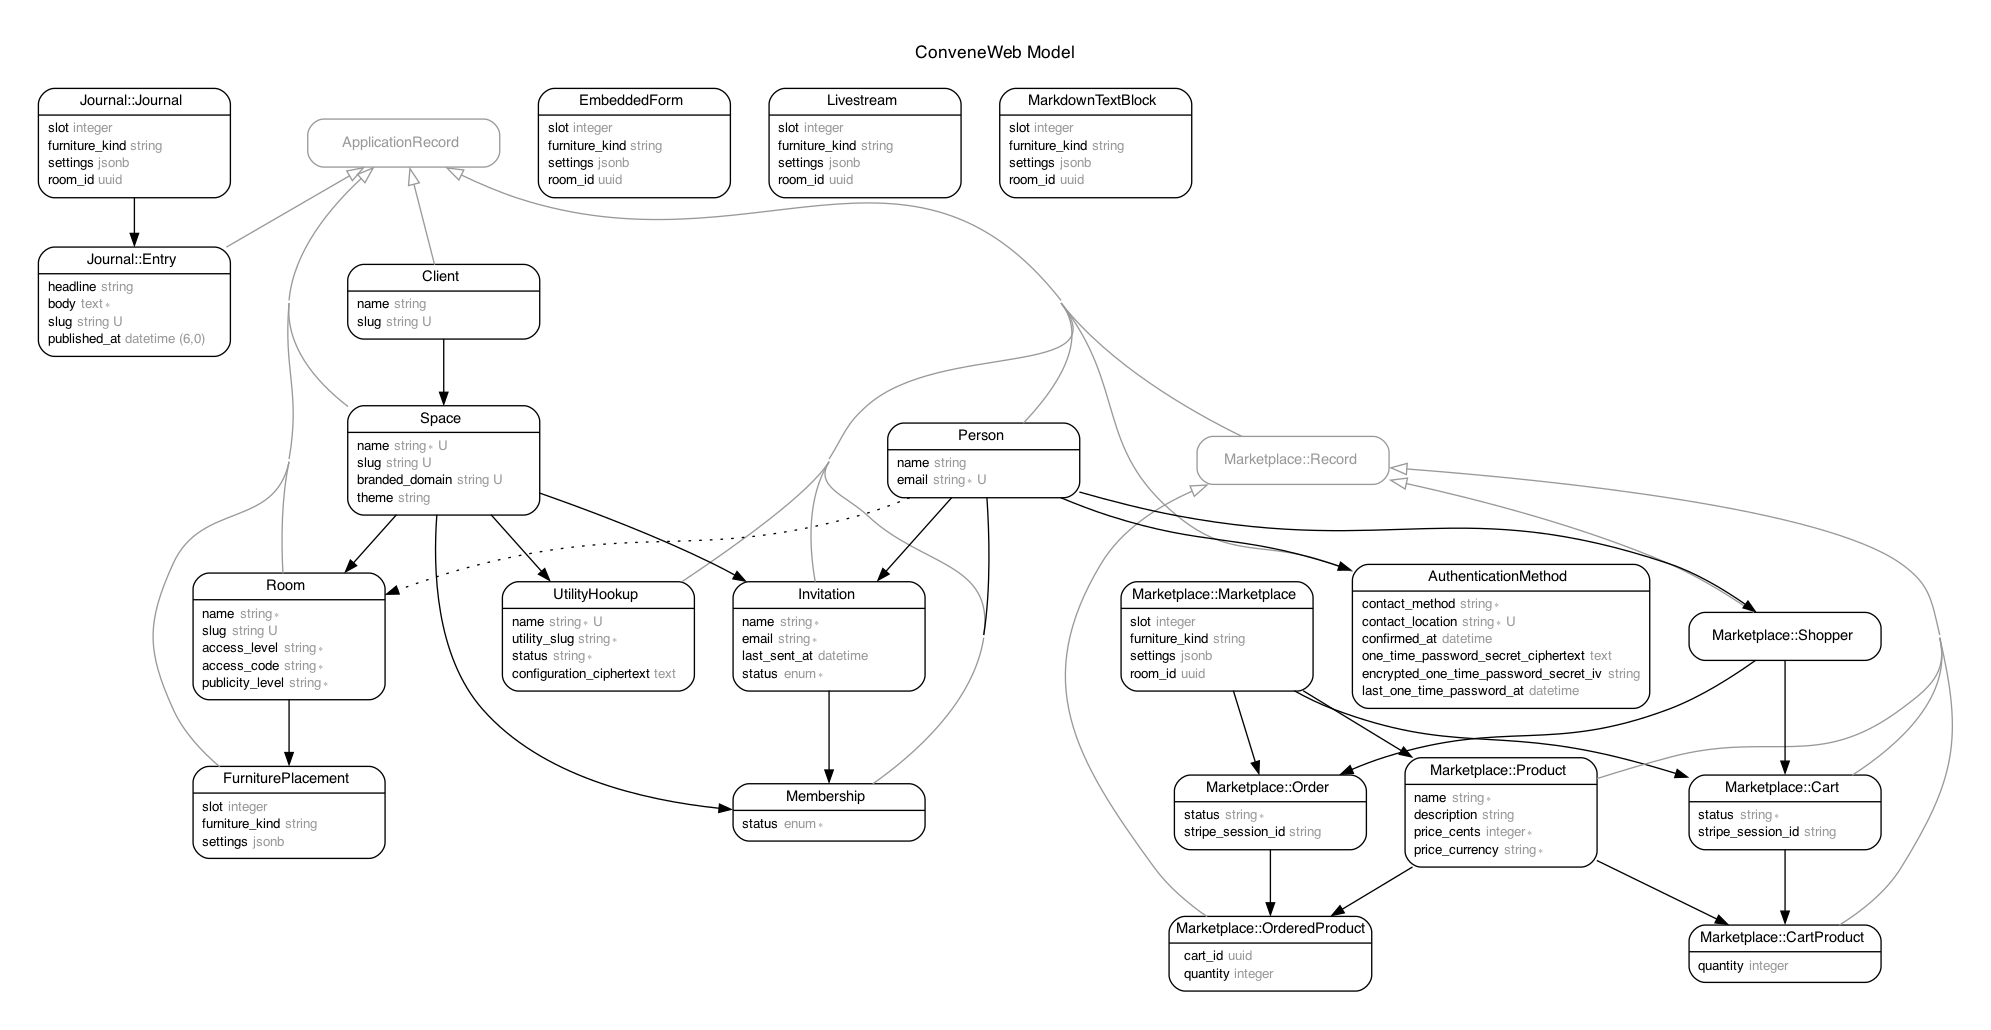 ConveneWeb Model
Journal::Journal
slot integer
furniture_kind string
settings jsonb
room_id uuid
ApplicationRecord
EmbeddedForm
slot integer
furniture_kind string
settings jsonb
room_id uuid
Livestream
slot integer
furniture_kind string
settings jsonb
room_id uuid
MarkdownTextBlock
slot integer
furniture_kind string
settings jsonb
room_id uuid
Journal::Entry
headline string
body text *
slug string U
published_at datetime (6,0)
Client
name string
slug string U
Space
name string * U
slug string U
branded_domain string U
theme string
Person
name string
email string * U
Marketplace::Record
Room
name string *
slug string U
access_level string *
access_code string *
publicity_level string *
UtilityHookup
name string * U
utility_slug string *
status string *
configuration_ciphertext text
Invitation
name string *
email string *
last_sent_at datetime
status enum *
Marketplace::Marketplace
slot integer
furniture_kind string
settings jsonb
room_id uuid
AuthenticationMethod
contact_method string *
contact_location string * U
confirmed_at datetime
one_time_password_secret_ciphertext text
encrypted_one_time_password_secret_iv string
last_one_time_password_at datetime
Marketplace::Shopper
FurniturePlacement
slot integer
furniture_kind string
settings jsonb
Membership
status enum *
Marketplace::Order
status string *
stripe_session_id string
Marketplace::Product
name string *
description string
price_cents integer *
price_currency string *
Marketplace::Cart
status string *
stripe_session_id string
Marketplace::OrderedProduct
cart_id uuid
quantity integer
Marketplace::CartProduct
quantity integer